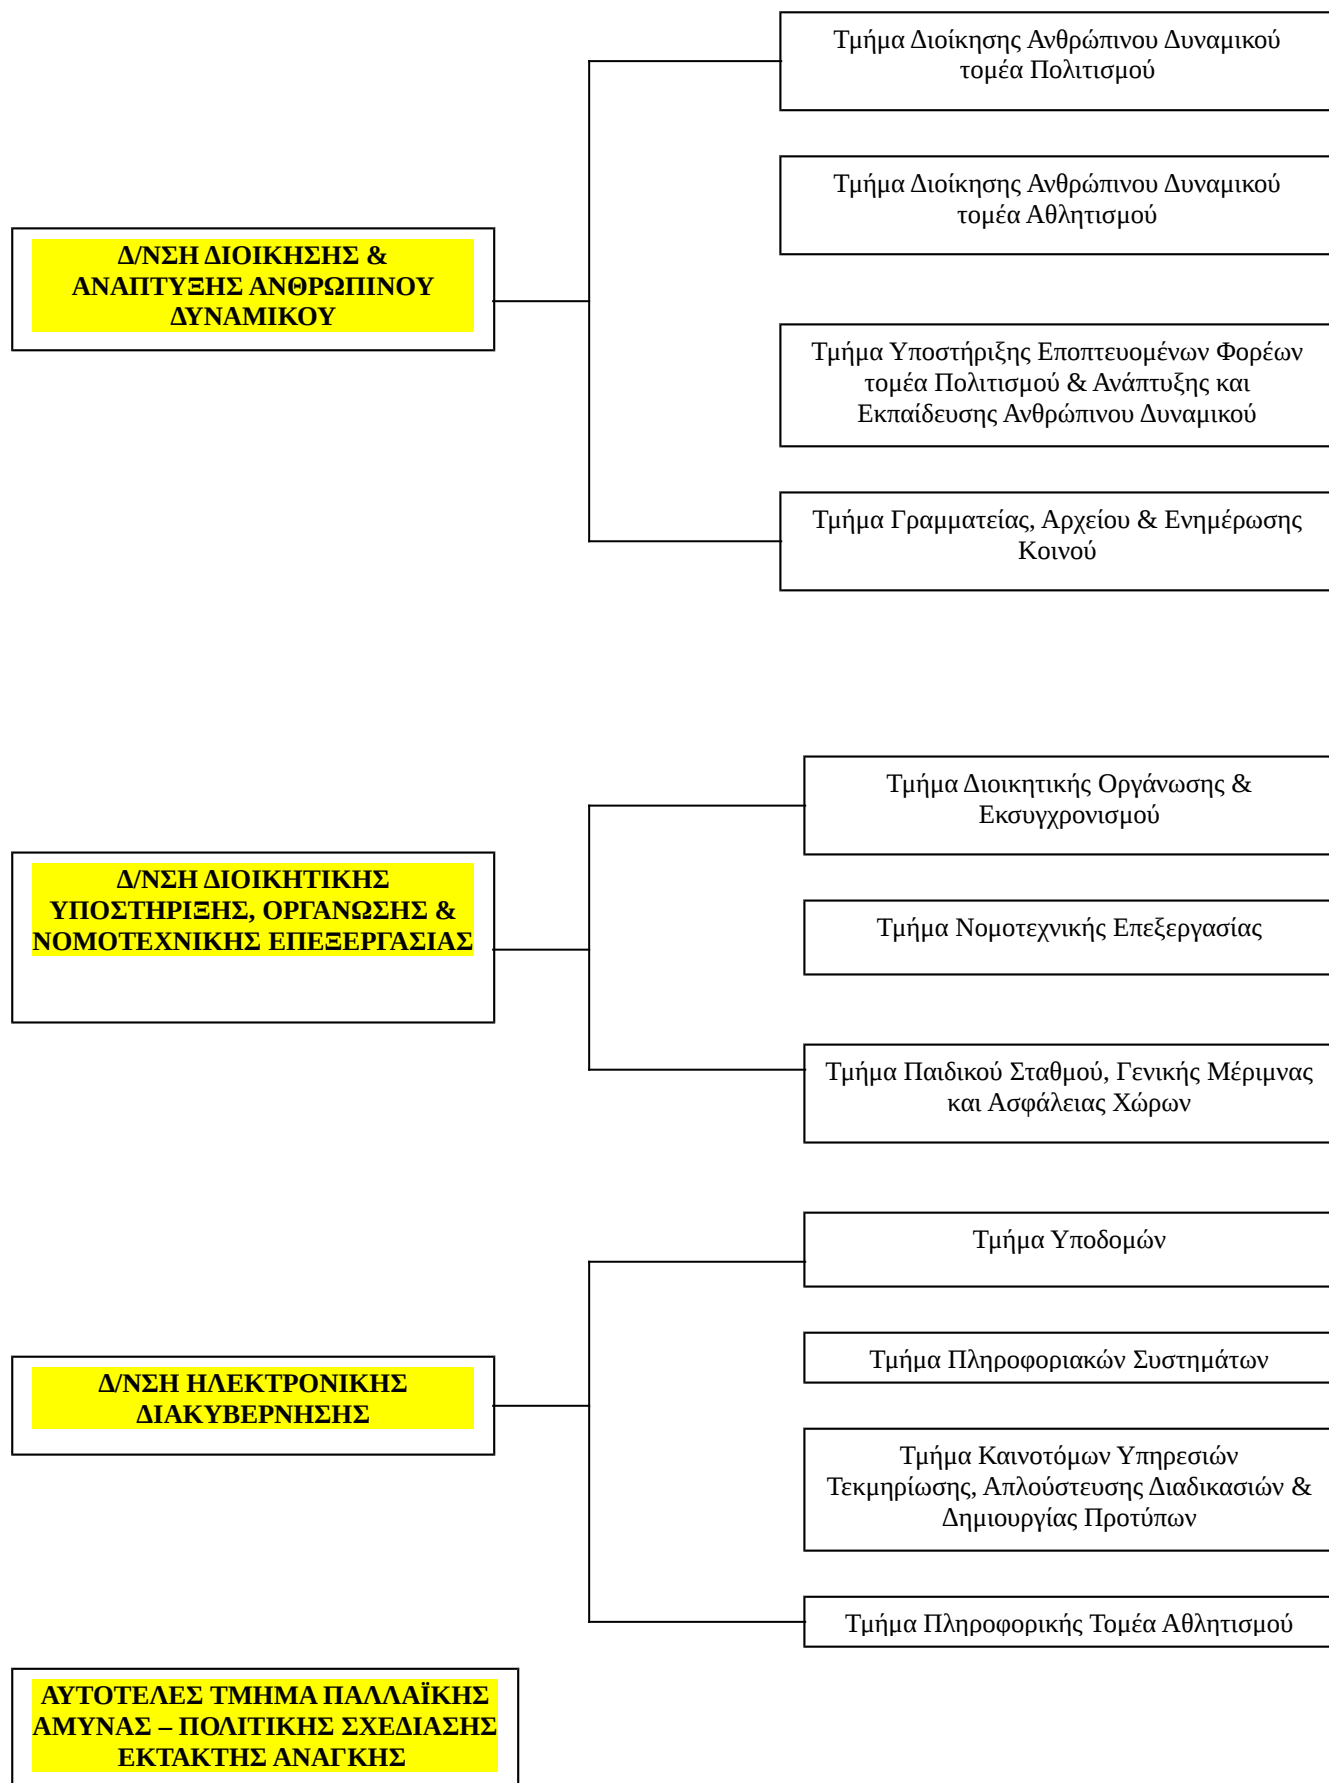 Τμήμα Διοίκησης Ανθρώπινου Δυναμικού
τομέα Πολιτισμού
Τμήμα Διοίκησης Ανθρώπινου Δυναμικού
τομέα Αθλητισμού
Δ/ΝΣΗ ΔΙΟΙΚΗΣΗΣ &
ΑΝΑΠΤΥΞΗΣ ΑΝΘΡΩΠΙΝΟΥ
ΔΥΝΑΜΙΚΟΥ
Τμήμα Υποστήριξης Εποπτευομένων Φορέων
τομέα Πολιτισμού & Ανάπτυξης και
Εκπαίδευσης Ανθρώπινου Δυναμικού
Τμήμα Γραμματείας, Αρχείου & Ενημέρωσης
Κοινού
Τμήμα Διοικητικής Οργάνωσης &
Εκσυγχρονισμού
Δ/ΝΣΗ ΔΙΟΙΚΗΤΙΚΗΣ
ΥΠΟΣΤΗΡΙΞΗΣ, ΟΡΓΑΝΩΣΗΣ &
ΝΟΜΟΤΕΧΝΙΚΗΣ ΕΠΕΞΕΡΓΑΣΙΑΣ
Τμήμα Νομοτεχνικής Επεξεργασίας
Τμήμα Παιδικού Σταθμού, Γενικής Μέριμνας
και Ασφάλειας Χώρων
Τμήμα Υποδομών
Τμήμα Πληροφοριακών Συστημάτων
Δ/ΝΣΗ ΗΛΕΚΤΡΟΝΙΚΗΣ
ΔΙΑΚΥΒΕΡΝΗΣΗΣ
Τμήμα Καινοτόμων Υπηρεσιών
Τεκμηρίωσης, Απλούστευσης Διαδικασιών &
Δημιουργίας Προτύπων
Τμήμα Πληροφορικής Τομέα Αθλητισμού
ΑΥΤΟΤΕΛΕΣ ΤΜΗΜΑ ΠΑΛΛΑΪΚΗΣ
ΑΜΥΝΑΣ – ΠΟΛΙΤΙΚΗΣ ΣΧΕΔΙΑΣΗΣ
ΕΚΤΑΚΤΗΣ ΑΝΑΓΚΗΣ